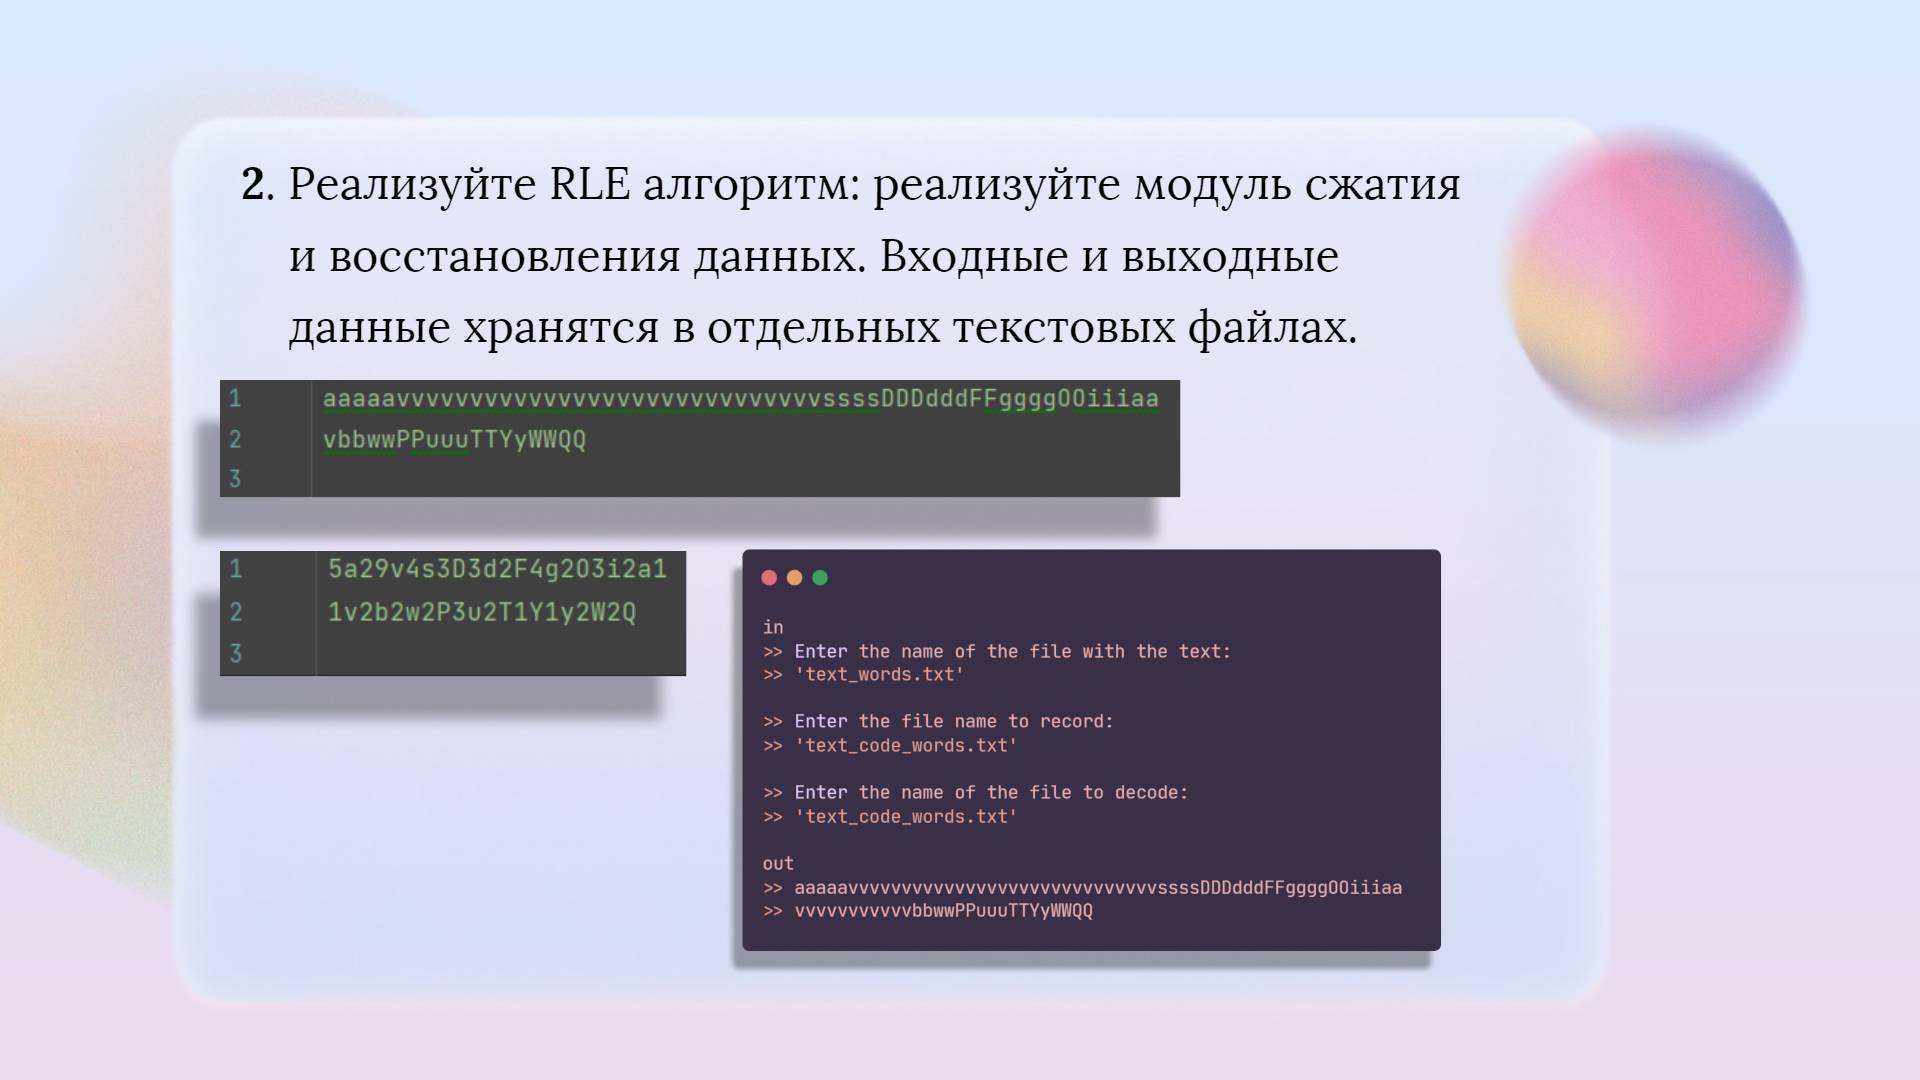 2. Реализуйте RLE алгоритм: реализуйте модуль сжатия
и восстановления данных. Входные и выходные
данные хранятся в отдельных текстовых файлах.
1 aaaaavvvvvvvvvvvvvvvvvvvvvvvvvvvvvssssDDDdddFFggggOOiiiaa
2 vbbwwPPuuuTTYyWWQQ
3
1 5a29v4s3D3d2F4g2O3i2a1
2 1v2b2w2P3u2T1Y1y2W2Q
3
in
>> Enter the name of the file with the text:
>> 'text_words.txt'
>> Enter the file name to record:
>> 'text_code_words.txt'
>> Enter the name of the file to decode:
>> 'text_code_words.txt'
out
>> aaaaavvvvvvvvvvvvvvvvvvvvvvvvvvvvvssssDDDdddFFggggOOiiiaa
>> vvvvvvvvvvvbbwwPPuuuTTYyWWQQ